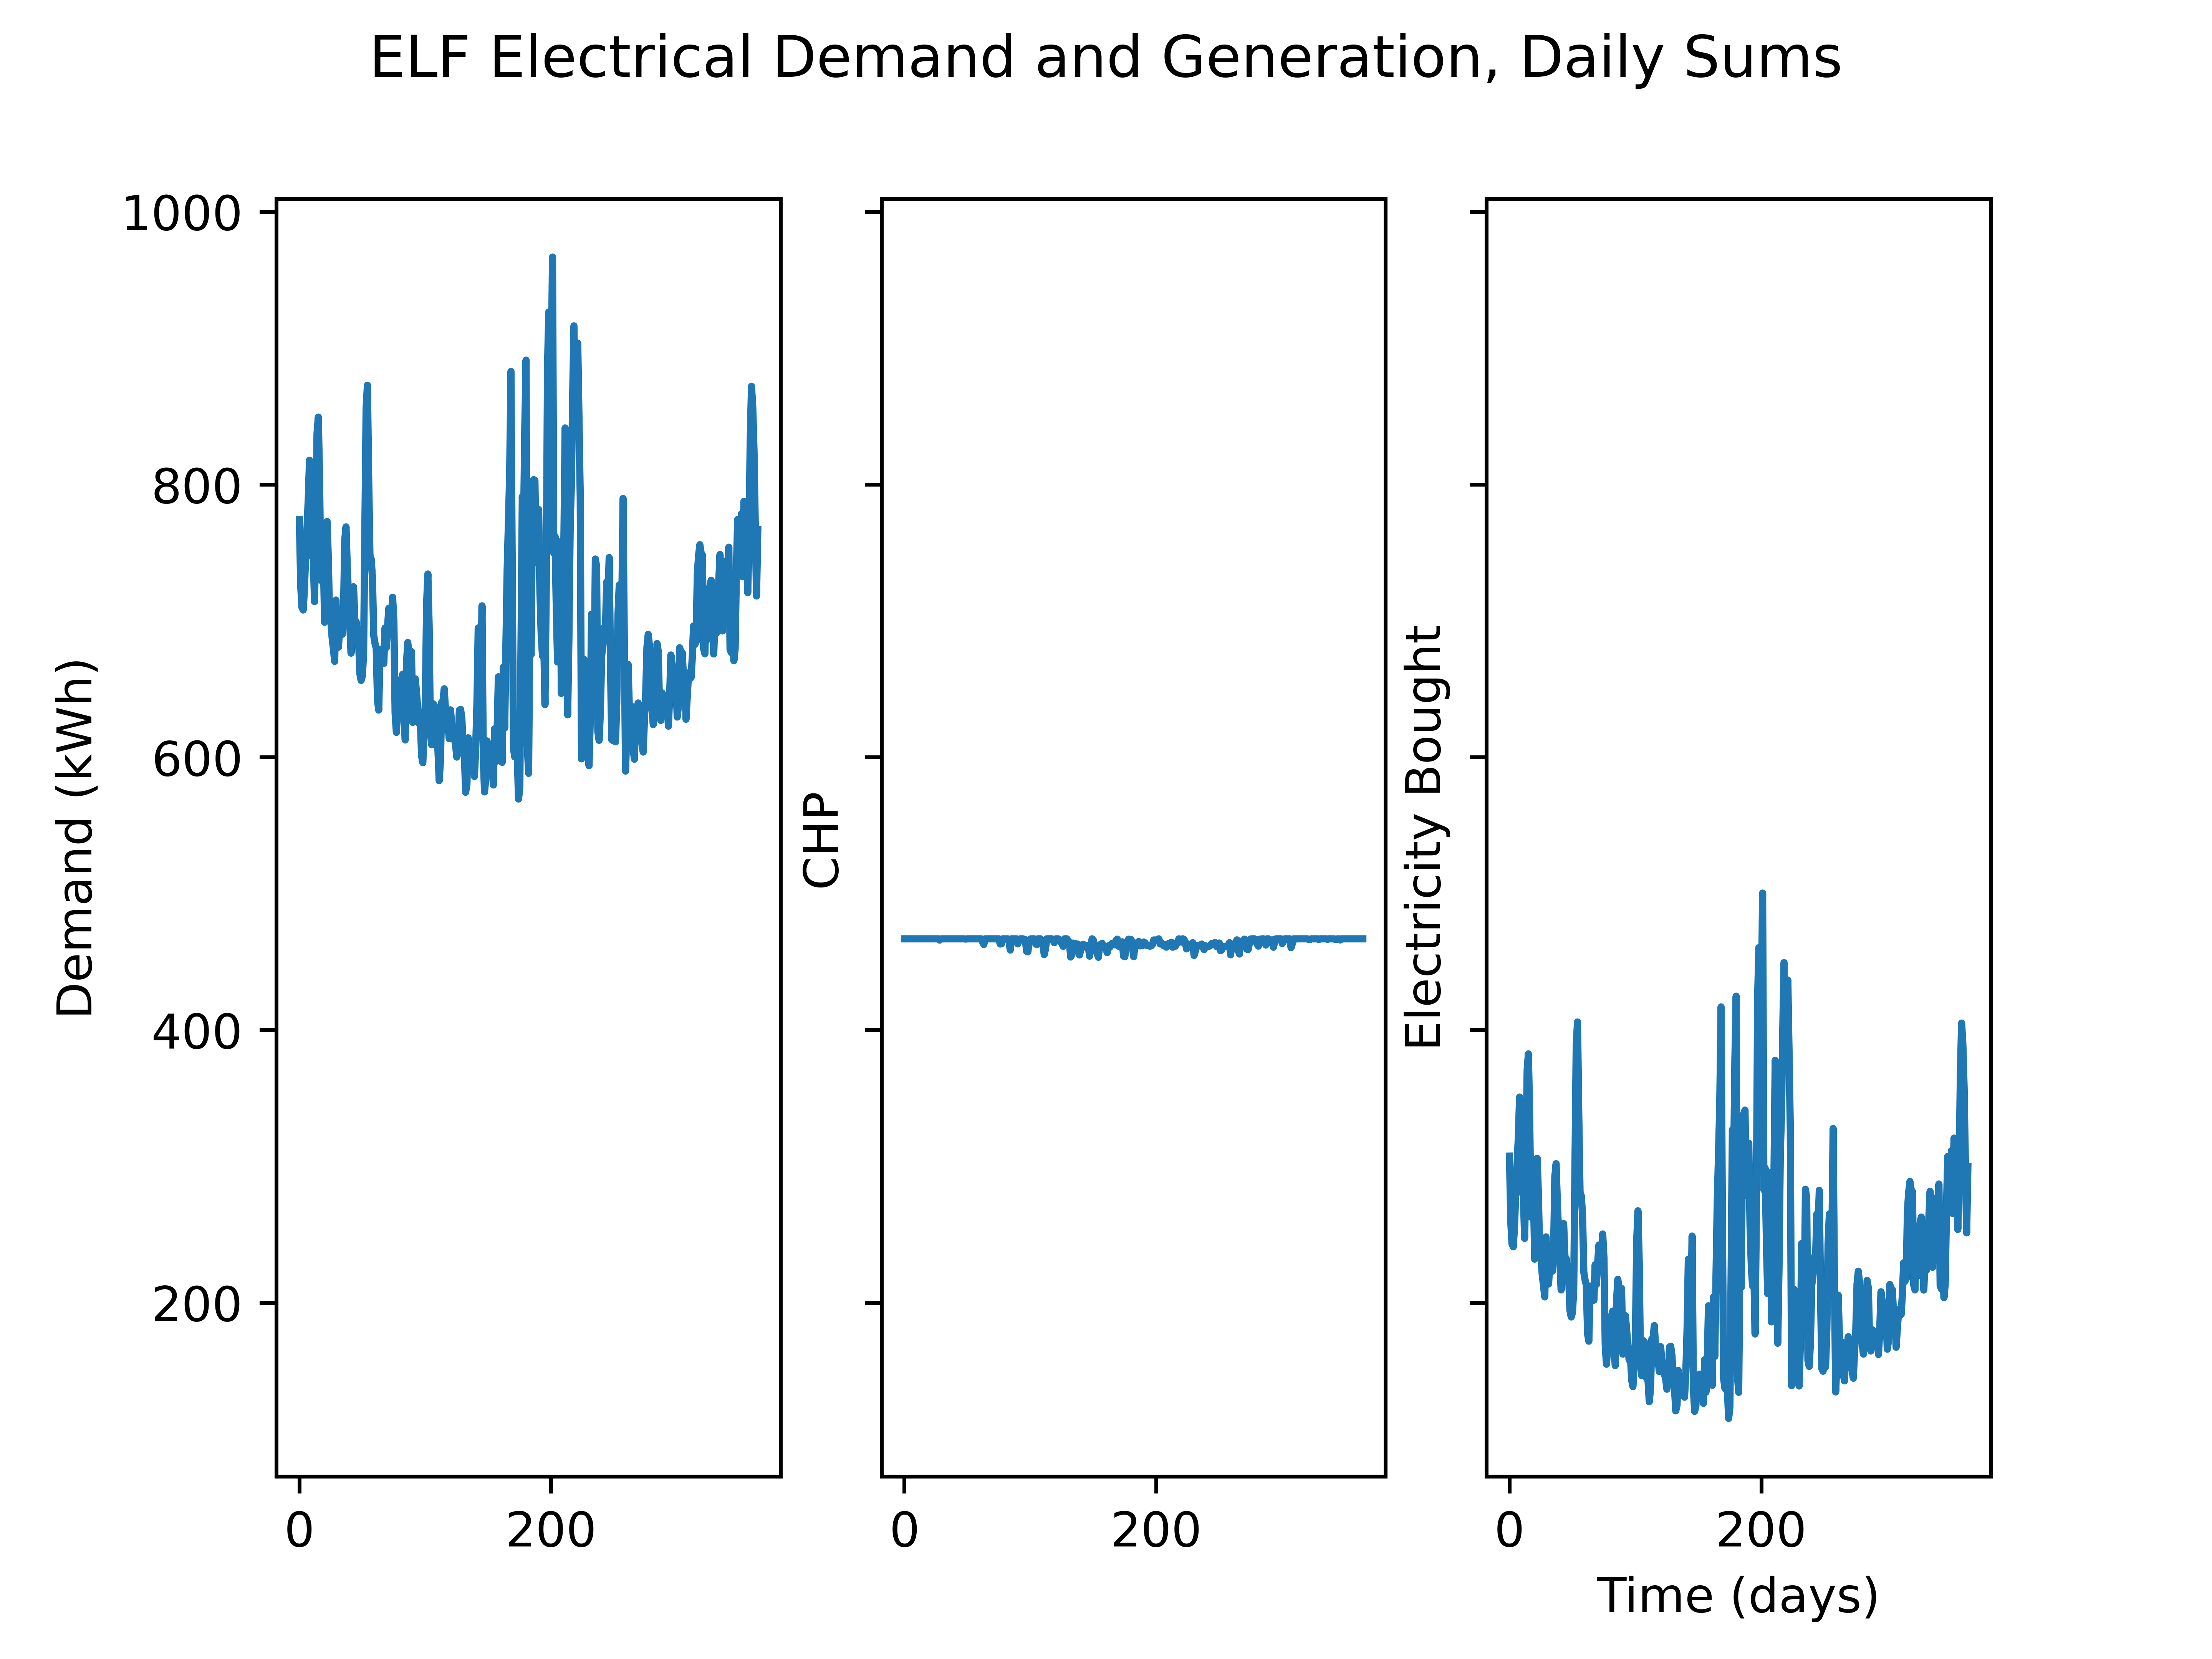 ELF Electrical Demand and Generation, Daily Sums
Demand (kWh)
1000
800
600
400
200
0
200
CHP
0
200
Electricity Bought
0
200
Time (days)